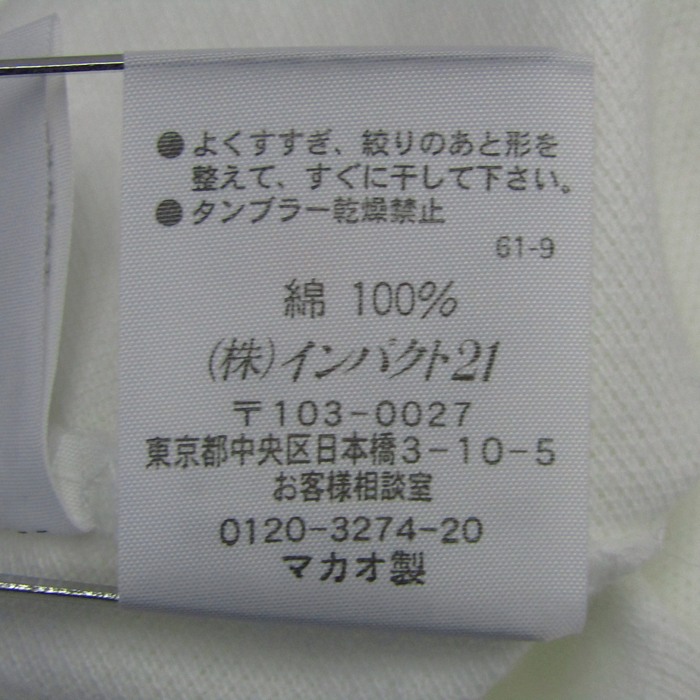 ● よくすすぎ、絞りのあと形を
整えて、すぐに干して下さい。
● タンブラー乾燥禁止
61-9
綿 100%
(株)インパクト21
〒103-0027
東京都中央区日本橋3-10-5
お客様相談室
0120-3274-20
マカオ製